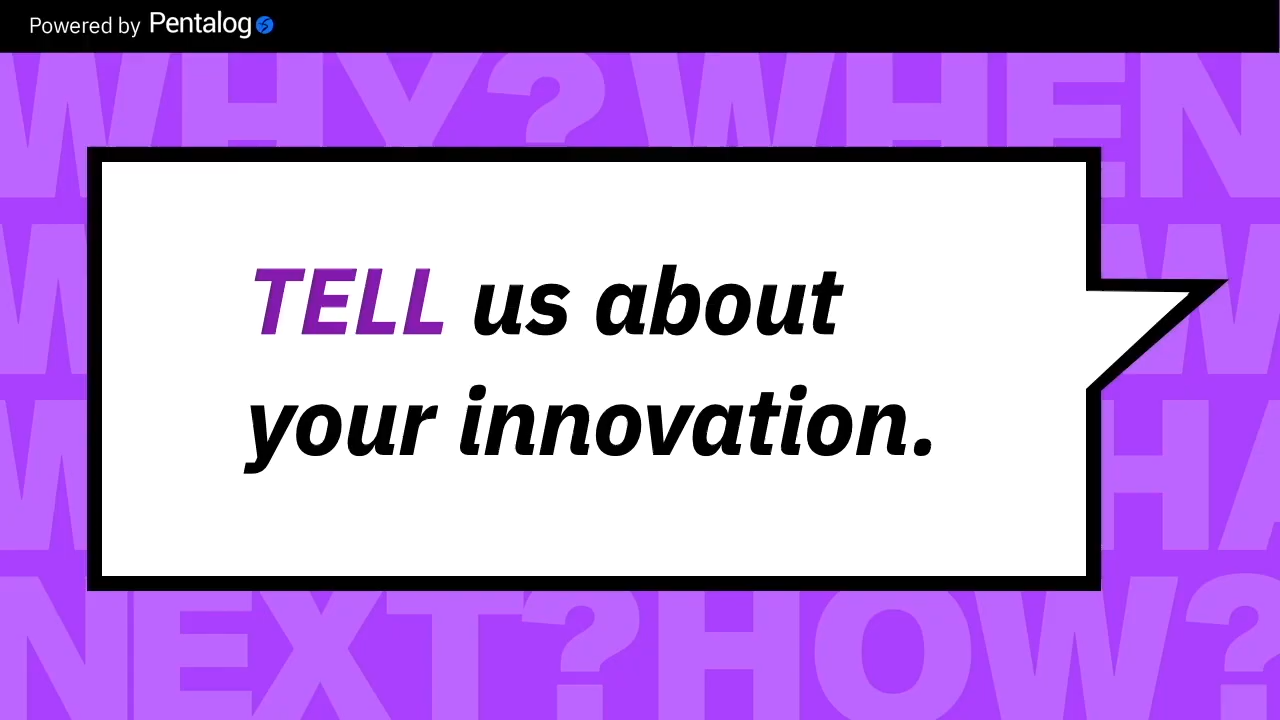 Powered by Pentalog
WHY? WHEN
TELL us about
your innovation.
NEXT? HOW?